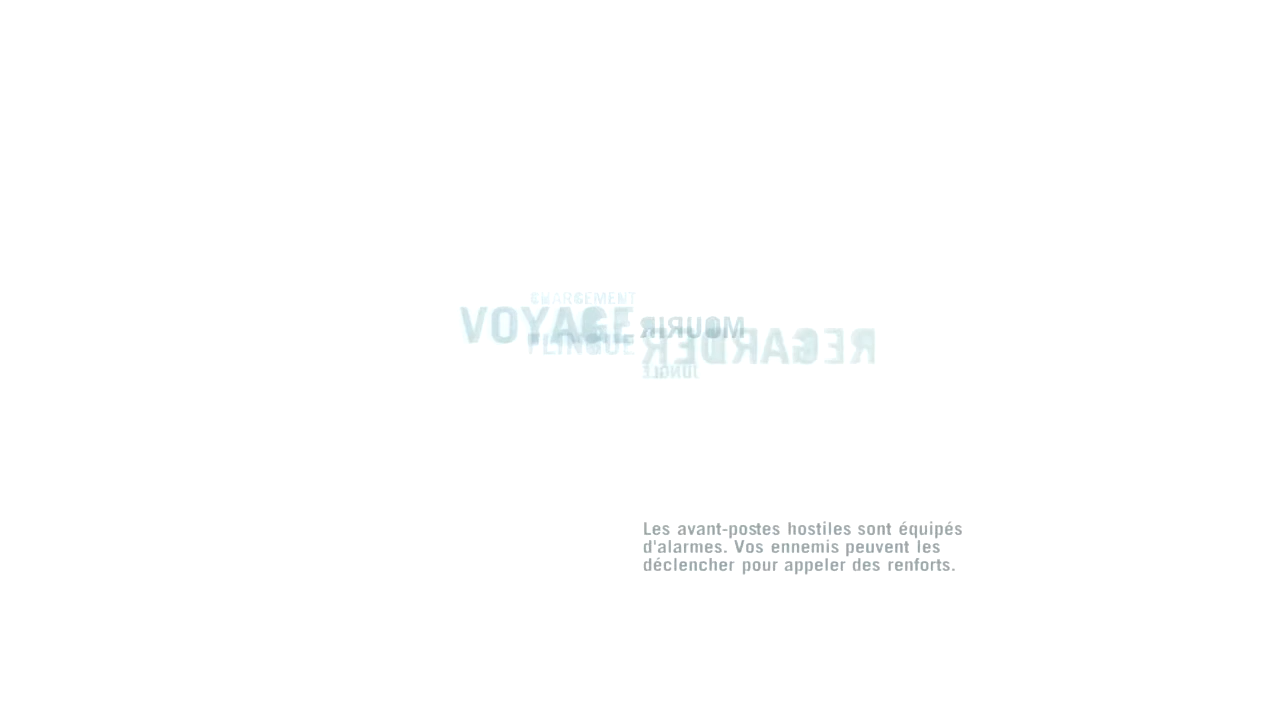 CHARGEMENT
VOYAGE
MOURIR
FLINGUE
REGARDER
JUNGLE
Les avant-postes hostiles sont équipés
d'alarmes. Vos ennemis peuvent les
déclencher pour appeler des renforts.